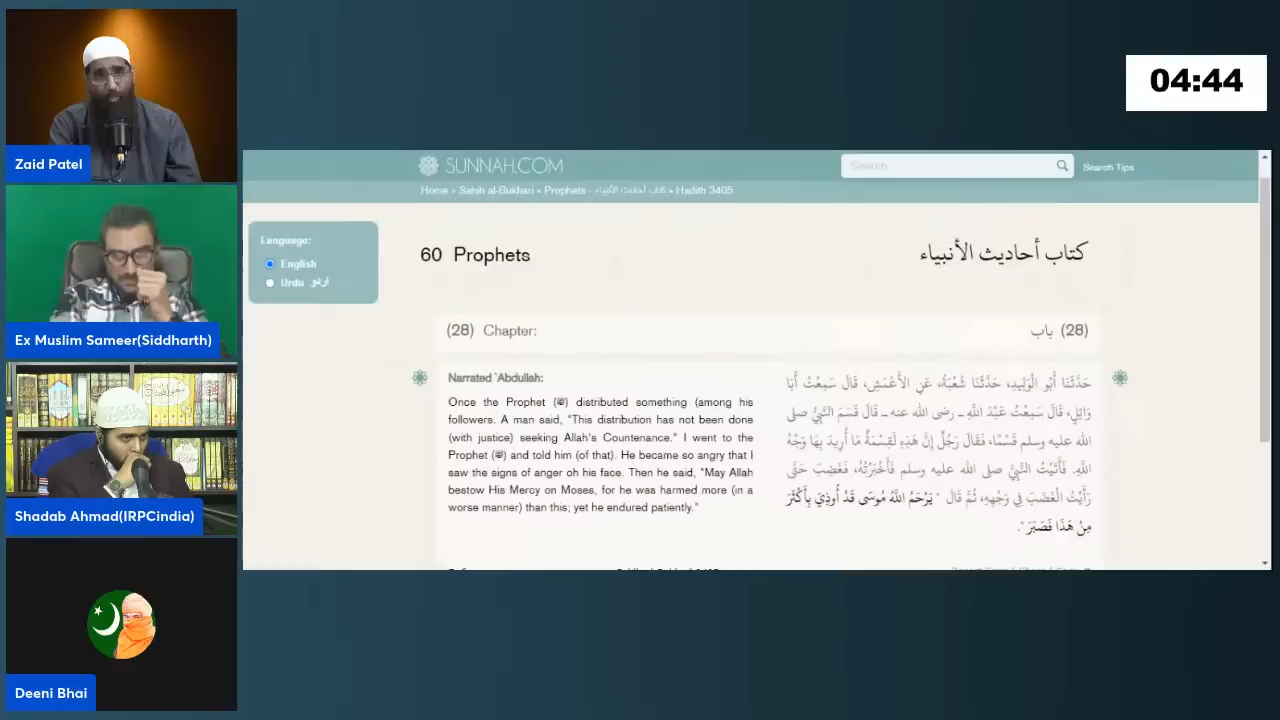 Zaid Patel
Ex Muslim Sameer(Siddharth)
Shadab Ahmad(IRPCindia)
Deeni Bhai
04:44
SUNNAH.COM
Search
Search Tips
Home » Sahih al-Bukhari » Prophets - كتاب أحاديث الأنبياء » Hadith 3405
Language:
English
Urdu اردو
60 Prophets
كتاب أحاديث الأنبياء
(28) Chapter:
(28) باب
Narrated `Abdullah:
Once the Prophet (ﷺ) distributed something (among his
followers. A man said, "This distribution has not been done
(with justice) seeking Allah's Countenance." I went to the
Prophet (ﷺ) and told him (of that). He became so angry that I
saw the signs of anger oh his face. Then he said, "May Allah
bestow His Mercy on Moses, for he was harmed more (in a
worse manner) than this; yet he endured patiently."
حَدَّثَنَا أَبُو الْوَلِيدِ، حَدَّثَنَا شُعْبَةُ، عَنِ الأَعْمَشِ، قَالَ سَمِعْتُ أَبَا
وَائِلٍ، قَالَ سَمِعْتُ عَبْدَ اللَّهِ ـ رضى الله عنه ـ قَالَ قَسَمَ النَّبِيُّ صلى
الله عليه وسلم قَسْمًا، فَقَالَ رَجُلٌ إِنَّ هَذِهِ لَقِسْمَةٌ مَا أُرِيدَ بِهَا وَجْهُ
اللَّهِ. فَأَتَيْتُ النَّبِيَّ صلى الله عليه وسلم فَأَخْبَرْتُهُ، فَغَضِبَ حَتَّى
رَأَيْتُ الْغَضَبَ فِي وَجْهِهِ، ثُمَّ قَالَ " يَرْحَمُ اللَّهُ مُوسَى قَدْ أُوذِيَ بِأَكْثَرَ
مِنْ هَذَا فَصَبَرَ ".